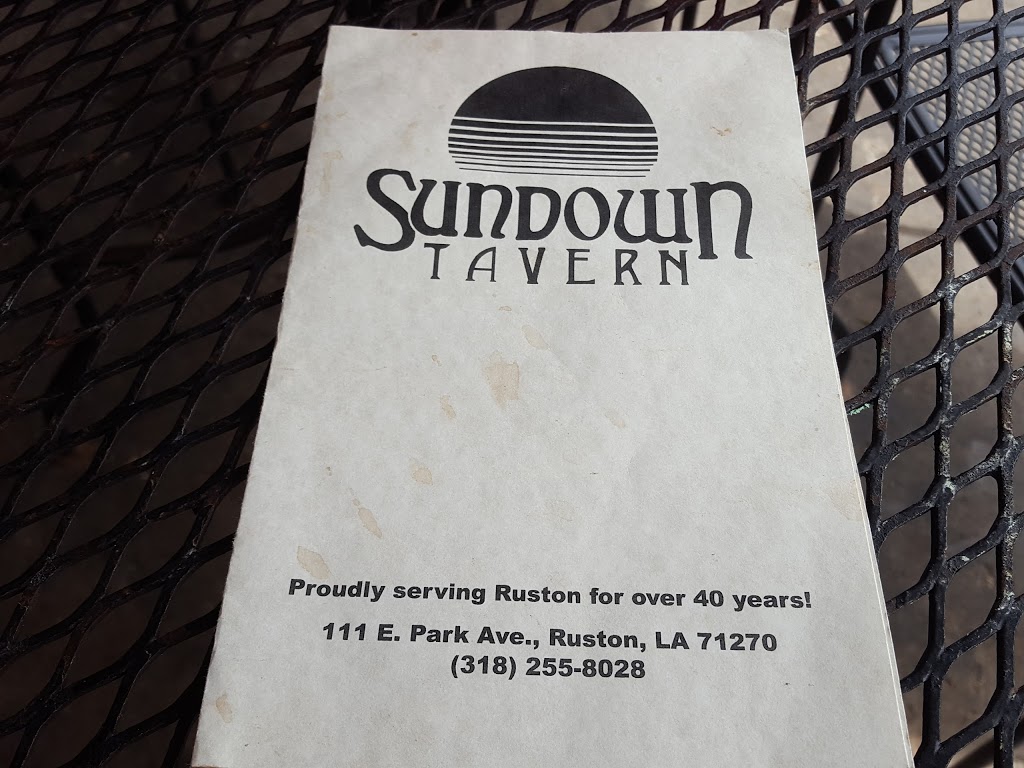 Sundown
TAVERN
Proudly serving Ruston for over 40 years!
111 E. Park Ave., Ruston, LA 71270
(318) 255-8028